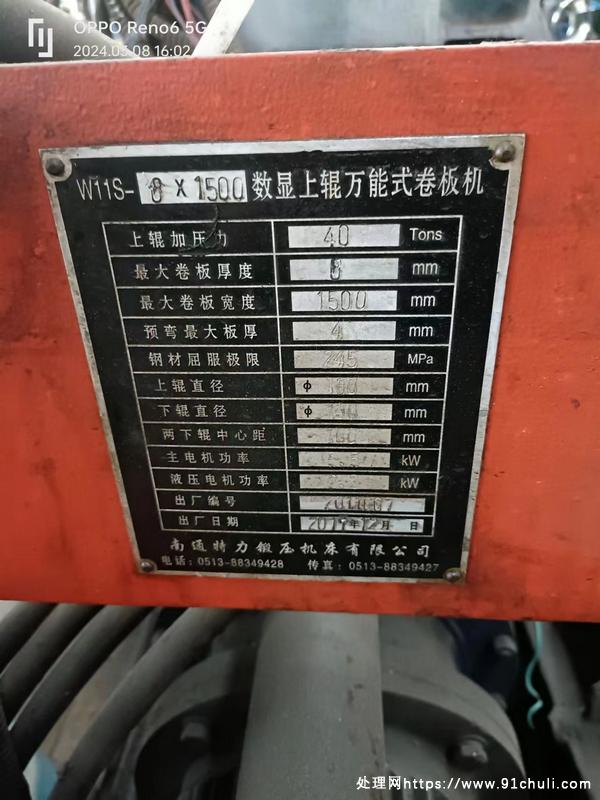 OPPO Reno6 5G
2024.03.08 16:02
W11S- 8 X 1500 数显上辊万能式卷板机
上辊加压力 40 Tons
最大卷板厚度 8 mm
最大卷板宽度 1500 mm
预弯最大板厚 4 mm
钢材屈服极限 245 MPa
上辊直径 φ mm
下辊直径 φ mm
两下辊中心距 mm
主电机功率 kW
液压电机功率 kW
出厂编号
出厂日期 年12月 日
南通特力锻压机床有限公司
电话：0513-88349428 传真：0513-88349427
处理网https://www.91chuli.com